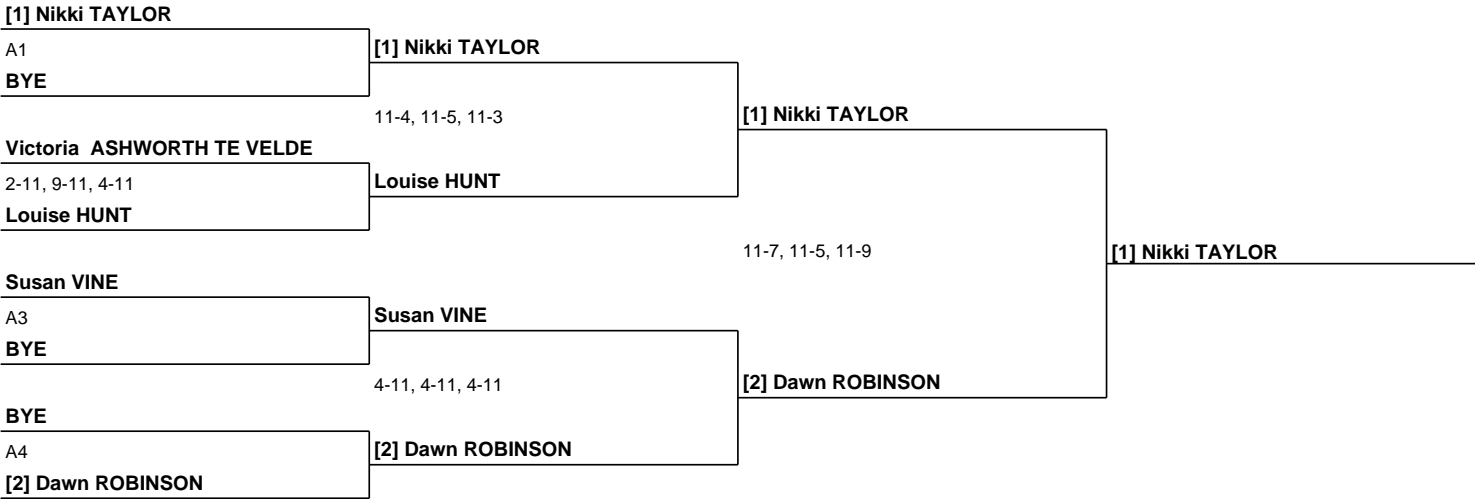 [1] Nikki TAYLOR
A1
BYE
[1] Nikki TAYLOR
11-4, 11-5, 11-3
Victoria  ASHWORTH TE VELDE
2-11, 9-11, 4-11
Louise HUNT
Louise HUNT
[1] Nikki TAYLOR
11-7, 11-5, 11-9
[1] Nikki TAYLOR
Susan VINE
A3
BYE
Susan VINE
4-11, 4-11, 4-11
[2] Dawn ROBINSON
BYE
A4
[2] Dawn ROBINSON
[2] Dawn ROBINSON